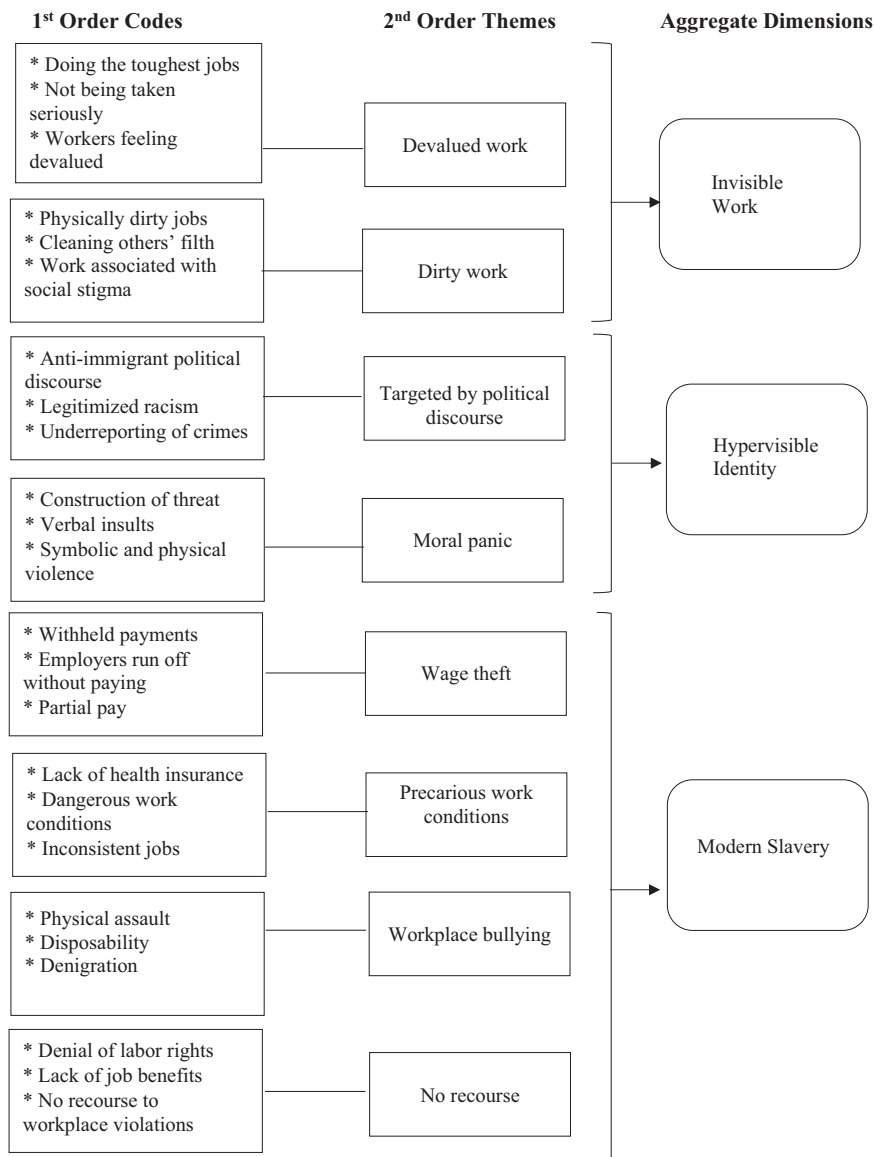 1st Order Codes
2nd Order Themes
Aggregate Dimensions
* Doing the toughest jobs
* Not being taken
seriously
* Workers feeling
devalued
Devalued work
Invisible
Work
* Physically dirty jobs
* Cleaning others’ filth
* Work associated with
social stigma
Dirty work
* Anti-immigrant political
discourse
* Legitimized racism
* Underreporting of crimes
Targeted by political
discourse
Hypervisible
Identity
* Construction of threat
* Verbal insults
* Symbolic and physical
violence
Moral panic
* Withheld payments
* Employers run off
without paying
* Partial pay
Wage theft
* Lack of health insurance
* Dangerous work
conditions
* Inconsistent jobs
Precarious work
conditions
Modern Slavery
* Physical assault
* Disposability
* Denigration
Workplace bullying
* Denial of labor rights
* Lack of job benefits
* No recourse to
workplace violations
No recourse